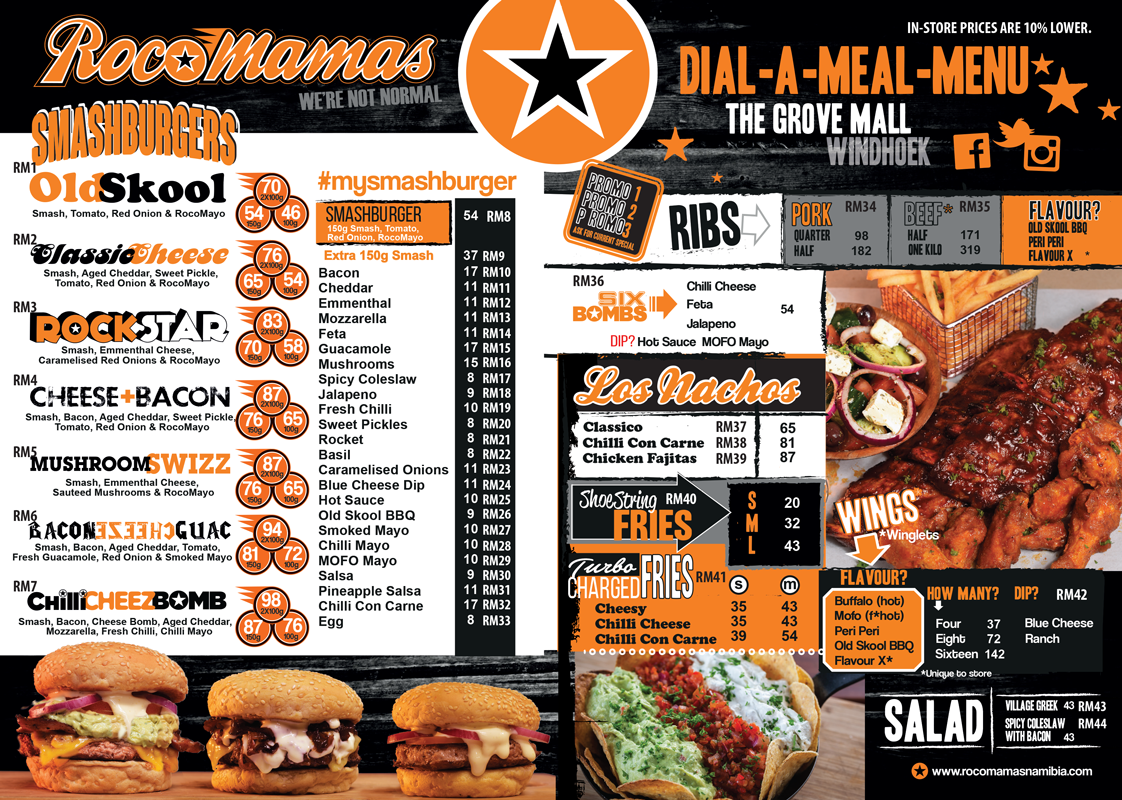 RocoMamas
WE'RE NOT NORMAL
IN-STORE PRICES ARE 10% LOWER.
DIAL-A-MEAL-MENU
THE GROVE MALL
WINDHOEK
SMASHBURGERS
RM1
OldSkool
Smash, Tomato, Red Onion & RocoMayo
70 2X100g
54 150g 46 100g
RM2
ClassicCheese
Smash, Aged Cheddar, Sweet Pickle,
Tomato, Red Onion & RocoMayo
76 2X100g
65 150g 54 100g
RM3
ROCKSTAR
Smash, Emmenthal Cheese,
Caramelised Red Onions & RocoMayo
83 2X100g
70 150g 58 100g
RM4
CHEESE+BACON
Smash, Bacon, Aged Cheddar, Sweet Pickle,
Tomato, Red Onion & RocoMayo
87 2X100g
76 150g 65 100g
RM5
MUSHROOMSWIZZ
Smash, Emmenthal Cheese,
Sauteed Mushrooms & RocoMayo
87 2X100g
76 150g 65 100g
RM6
BACONCHEEZEGUAC
Smash, Bacon, Aged Cheddar, Tomato,
Fresh Guacamole, Red Onion & Smoked Mayo
94 2X100g
81 150g 72 100g
RM7
CHilliCHEEZBOMB
Smash, Bacon, Cheese Bomb, Aged Cheddar,
Mozzarella, Fresh Chilli, Chilli Mayo
98 2X100g
87 150g 76 100g
#mysmashburger
SMASHBURGER 54 RM8
150g Smash, Tomato,
Red Onion, RocoMayo
Extra 150g Smash 37 RM9
Bacon 17 RM10
Cheddar 11 RM11
Emmenthal 11 RM12
Mozzarella 11 RM13
Feta 11 RM14
Guacamole 17 RM15
Mushrooms 15 RM16
Spicy Coleslaw 8 RM17
Jalapeno 9 RM18
Fresh Chilli 10 RM19
Sweet Pickles 8 RM20
Rocket 8 RM21
Basil 8 RM22
Caramelised Onions 11 RM23
Blue Cheese Dip 11 RM24
Hot Sauce 10 RM25
Old Skool BBQ 9 RM26
Smoked Mayo 10 RM27
Chilli Mayo 10 RM28
MOFO Mayo 10 RM29
Salsa 9 RM30
Pineapple Salsa 11 RM31
Chilli Con Carne 17 RM32
Egg 8 RM33
PROMO 1
PROMO 2
PROMO 3
ASK FOR CURRENT SPECIAL
RIBS
PORK RM34
QUARTER 98
HALF 182
BEEF* RM35
HALF 171
ONE KILO 319
FLAVOUR?
OLD SKOOL BBQ
PERI PERI
FLAVOUR X *
RM36
SIX BOMBS
Chilli Cheese
Feta 54
Jalapeno
DIP? Hot Sauce MOFO Mayo
Los Nachos
Classico RM37 65
Chilli Con Carne RM38 81
Chicken Fajitas RM39 87
ShoeString RM40
FRIES
S 20
M 32
L 43
Turbo
CHARGED FRIES RM41 s m
Cheesy 35 43
Chilli Cheese 35 43
Chilli Con Carne 39 54
WINGS*
*Winglets
FLAVOUR?
Buffalo (hot)
Mofo (f*hot)
Peri Peri
Old Skool BBQ
Flavour X*
HOW MANY? DIP? RM42
Four 37 Blue Cheese
Eight 72 Ranch
Sixteen 142
*Unique to store
SALAD
VILLAGE GREEK 43 RM43
SPICY COLESLAW RM44
WITH BACON 43
www.rocomamasnamibia.com